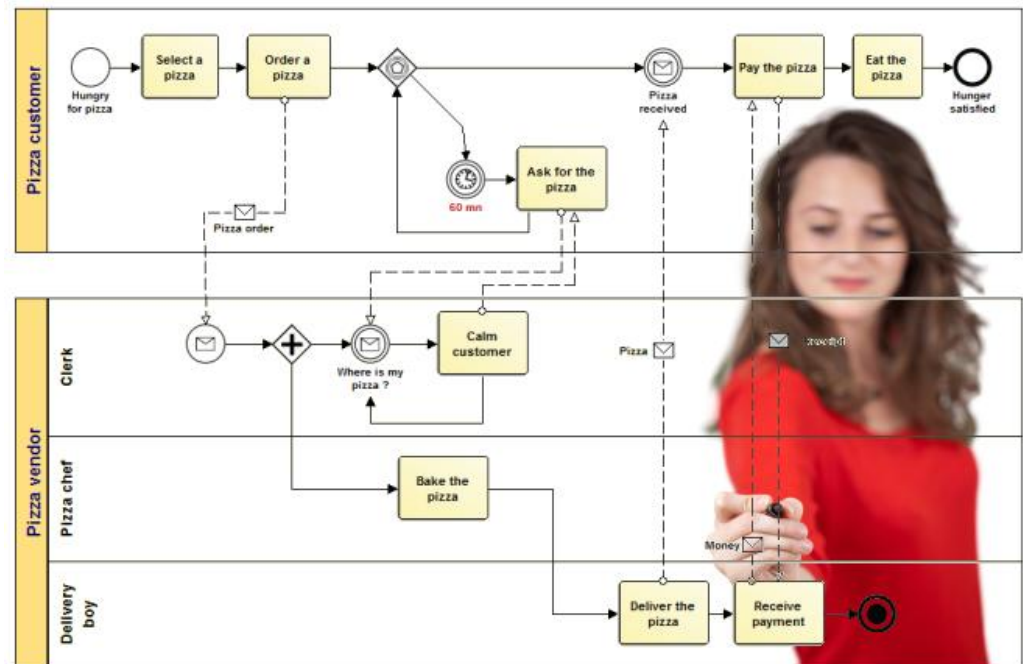 Pizza customer
Select a
pizza
Order a
pizza
Hungry
for pizza
Pizza
received
Pay the pizza
Eat the
pizza
Hunger
satisfied
60 mn
Ask for the
pizza
Pizza order
Pizza vendor
Clerk
Where is my
pizza ?
Calm
customer
Pizza
Pizza chef
Bake the
pizza
Money
Delivery
boy
Deliver the
pizza
Receive
payment